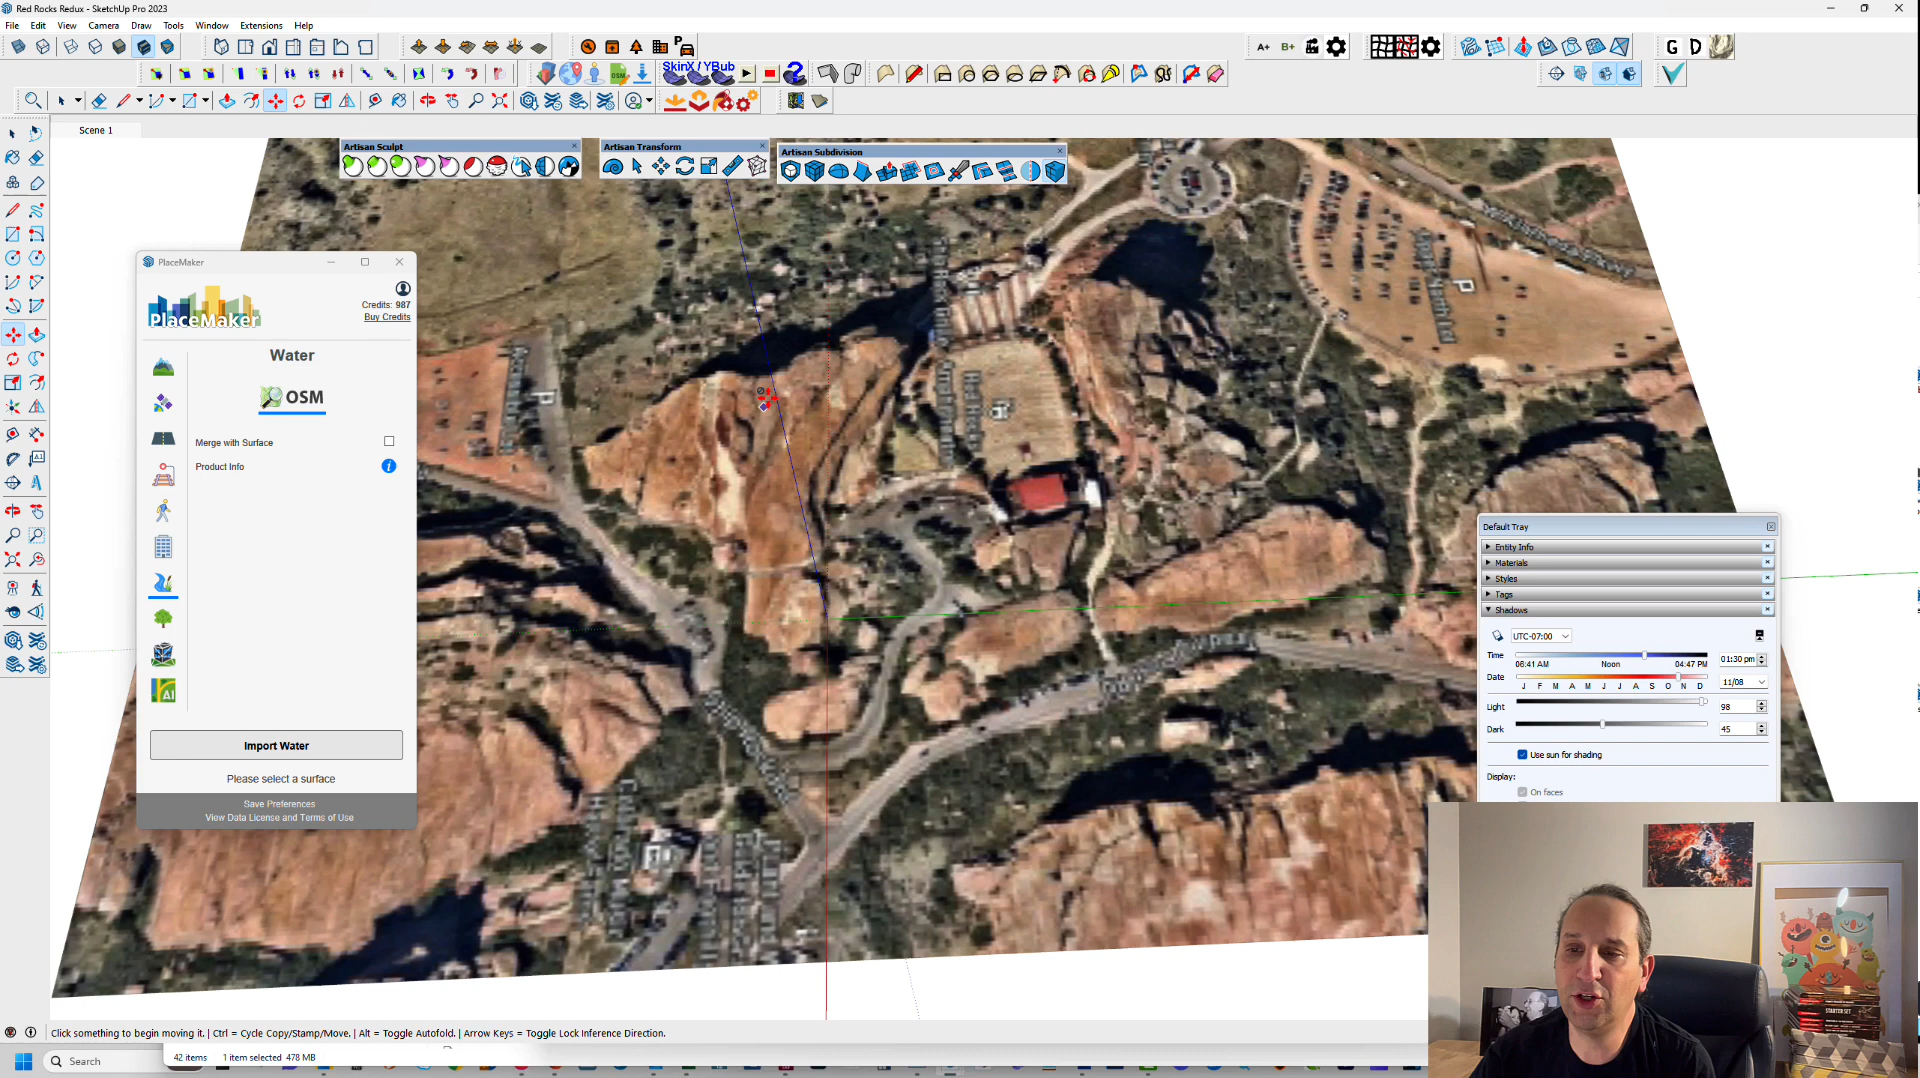 Red Rocks Redux - SketchUp Pro 2023
File Edit View Camera Draw Tools Window Extensions Help
P
A+ B+
G D
SkinX / YBub
OSM
?
Scene 1
Artisan Sculpt
Artisan Transform
Artisan Subdivision
PlaceMaker
PlaceMaker
Credits: 987
Buy Credits
Water
OSM
Merge with Surface
Product Info
i
AI
Import Water
Please select a surface
Save Preferences
View Data License and Terms of Use
P
P
Default Tray
Entity Info
Materials
Styles
Tags
Shadows
UTC-07:00
Time
06:41 AM Noon 04:47 PM
01:30 pm
Date
J F M A M J J A S O N D
11/08
Light
98
Dark
45
Use sun for shading
Display:
On faces
STARTER SET
Click something to begin moving it. | Ctrl = Cycle Copy/Stamp/Move. | Alt = Toggle Autofold. | Arrow Keys = Toggle Lock Inference Direction.
Search
42 items 1 item selected 478 MB